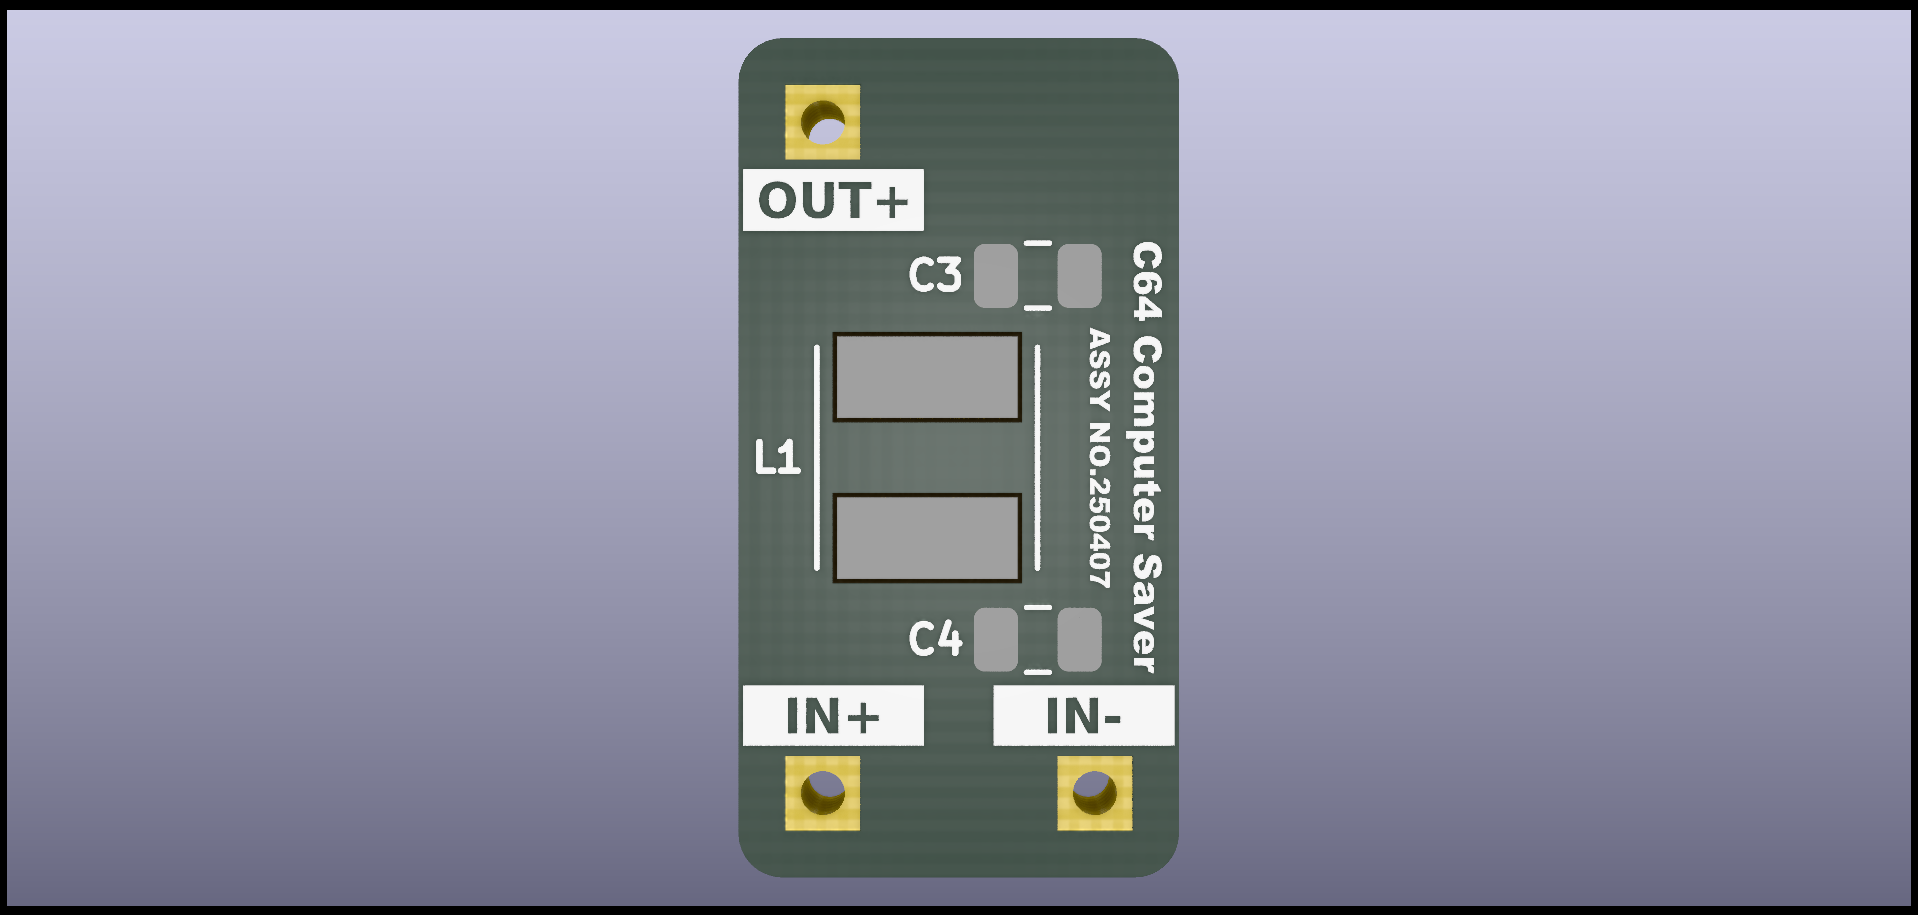 OUT+
C3
C64 Computer Saver
ASSY NO.250407
L1
C4
IN+
IN-